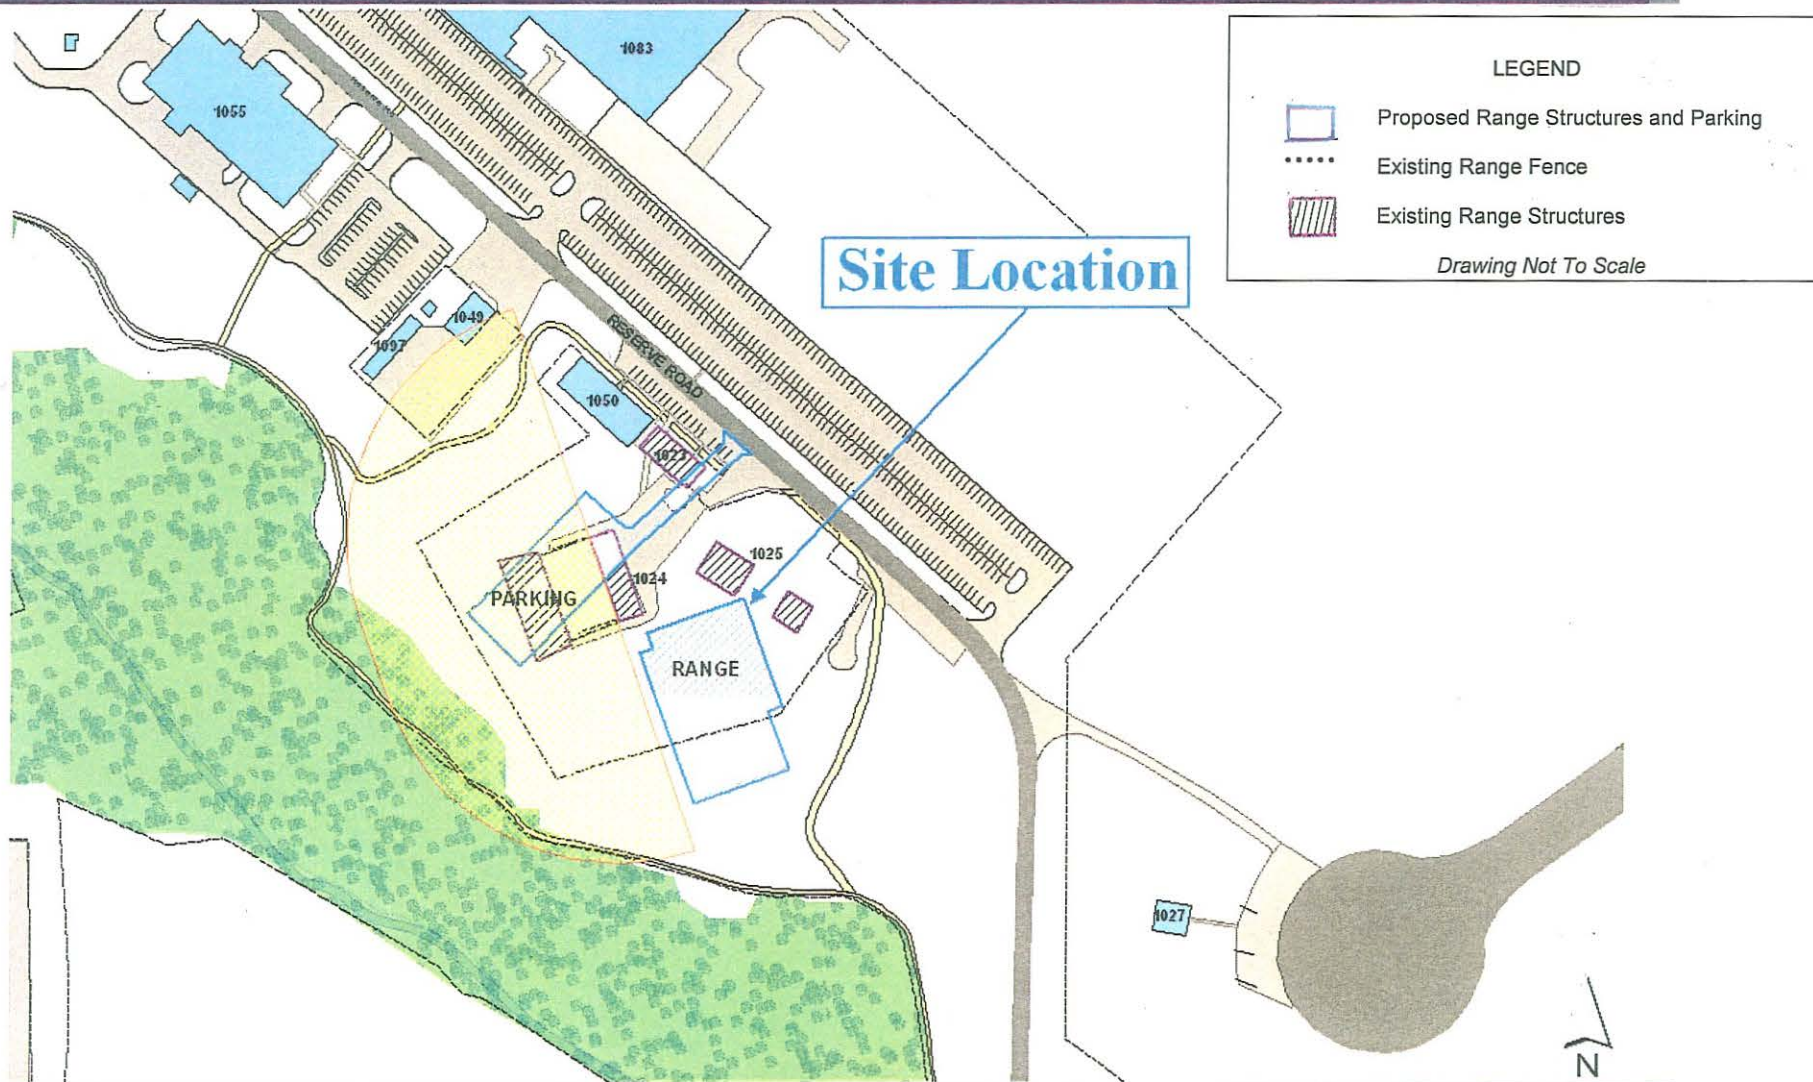 1083
1055
LEGEND
Proposed Range Structures and Parking
Existing Range Fence
Existing Range Structures
Drawing Not To Scale
Site Location
1049
1097
RESERVE ROAD
1050
1023
1025
1024
PARKING
RANGE
1027
N